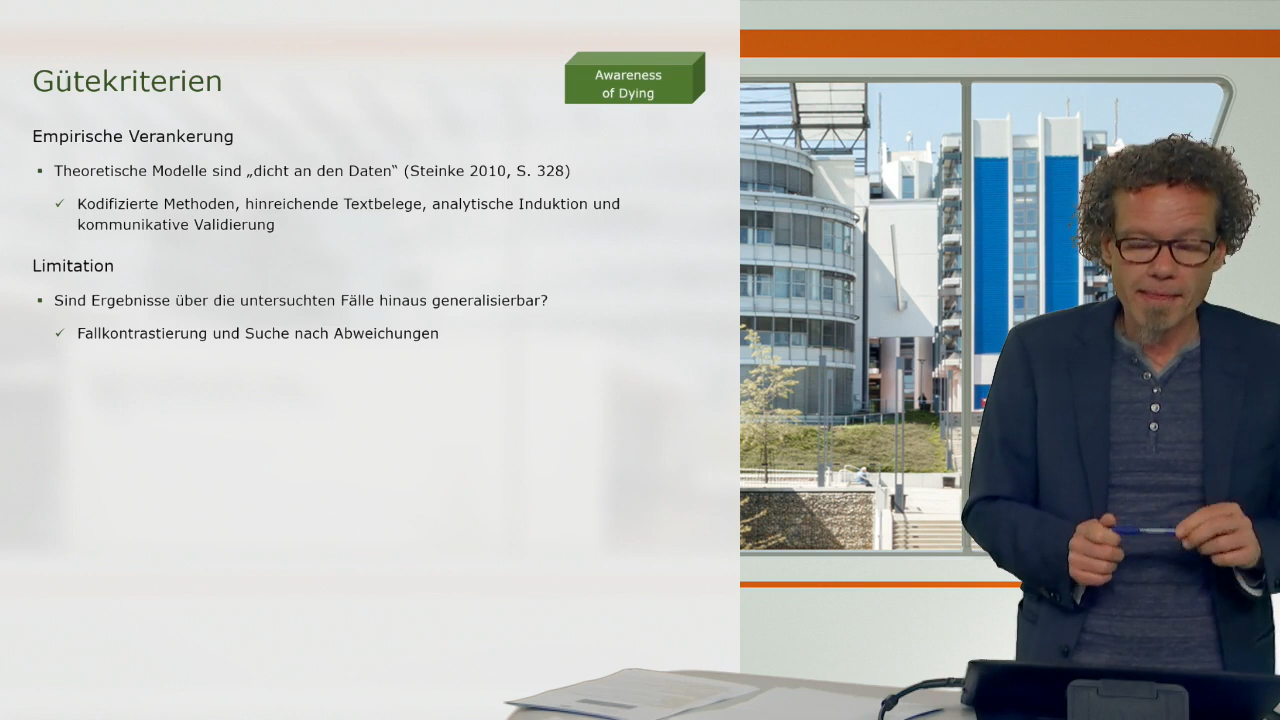 Gütekriterien
Awareness
of Dying
Empirische Verankerung
▪ Theoretische Modelle sind „dicht an den Daten“ (Steinke 2010, S. 328)
✓ Kodifizierte Methoden, hinreichende Textbelege, analytische Induktion und
kommunikative Validierung
Limitation
▪ Sind Ergebnisse über die untersuchten Fälle hinaus generalisierbar?
✓ Fallkontrastierung und Suche nach Abweichungen